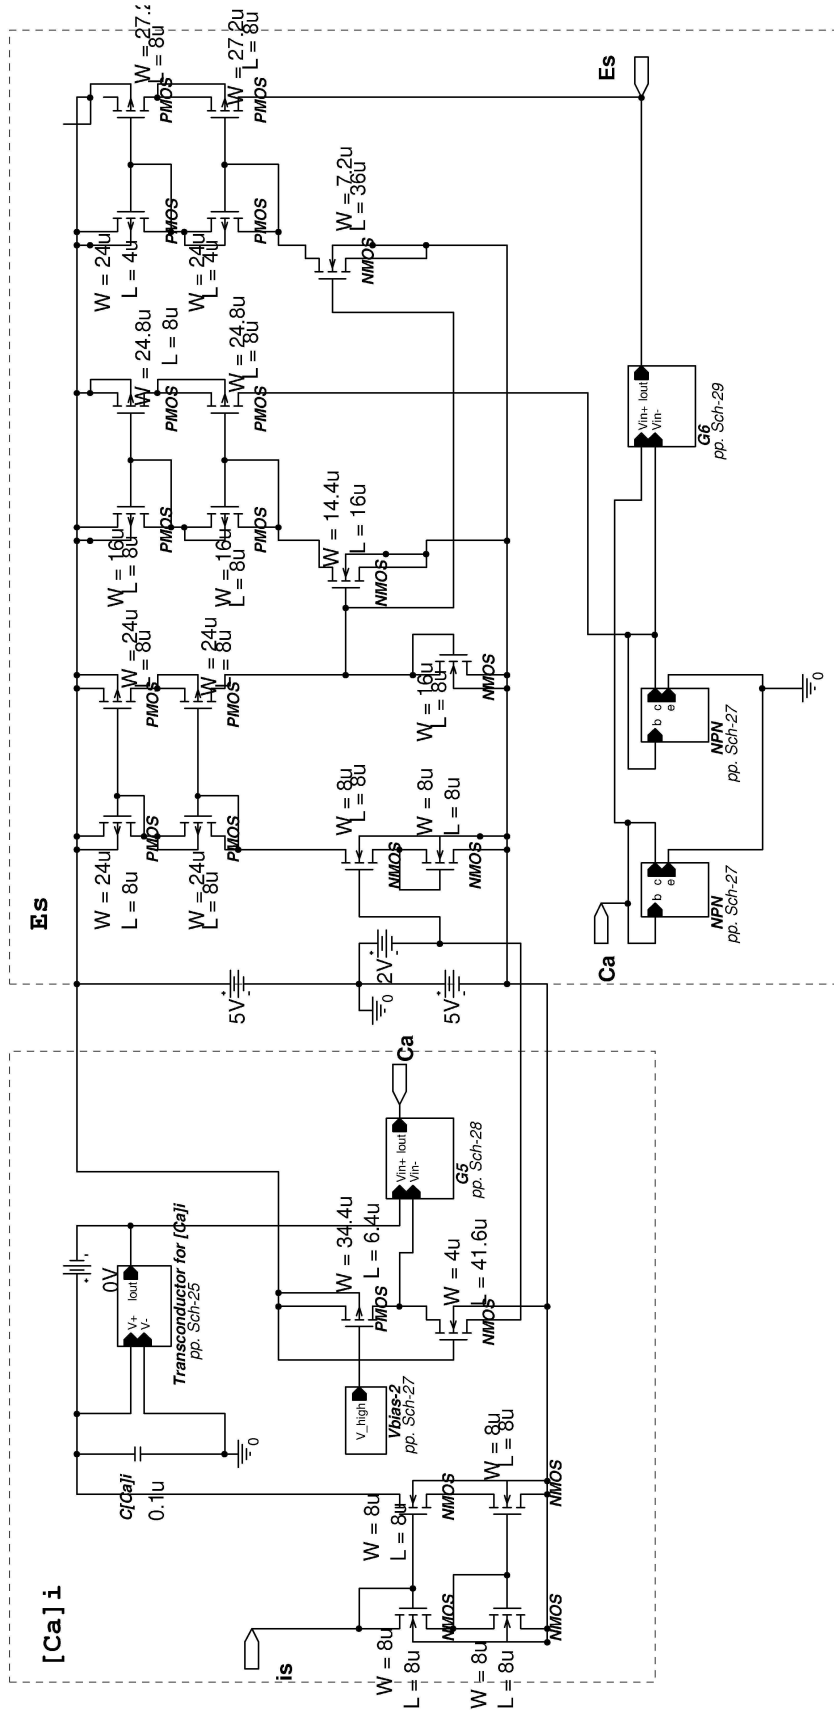 [Ca]i
is
W = 8u
L = 8u
NMOS
W = 8u
L = 8u
NMOS
W = 8u
L = 8u
NMOS
W = 8u
L = 8u
NMOS
C[Ca]i
0.1u
0
V+
V-
Iout
Transconductor for [Ca]i
pp. Sch-25
0V
+
-
V_high
Vbias-2
pp. Sch-27
W = 34.4u
L = 6.4u
PMOS
W = 4u
L = 41.6u
NMOS
Vin+
Vin-
Iout
G5
pp. Sch-28
Ca
Es
5V
+
-
0
2V
+
-
5V
+
-
W = 24u
L = 8u
PMOS
W = 24u
L = 8u
PMOS
W = 8u
L = 8u
NMOS
W = 8u
L = 8u
NMOS
W = 24u
L = 8u
PMOS
W = 24u
L = 8u
PMOS
W = 16u
L = 8u
NMOS
W = 16u
L = 8u
PMOS
W = 16u
L = 8u
PMOS
W = 14.4u
L = 16u
NMOS
W = 24.8u
L = 8u
PMOS
W = 24.8u
L = 8u
PMOS
W = 24u
L = 4u
PMOS
W = 24u
L = 4u
PMOS
W = 7.2u
L = 36u
NMOS
L = 8u
PMOS
W = 27.2u
L = 8u
PMOS
Ca
b
c
e
NPN
pp. Sch-27
b
c
e
NPN
pp. Sch-27
0
Vin+
Vin-
Iout
G6
pp. Sch-29
Es